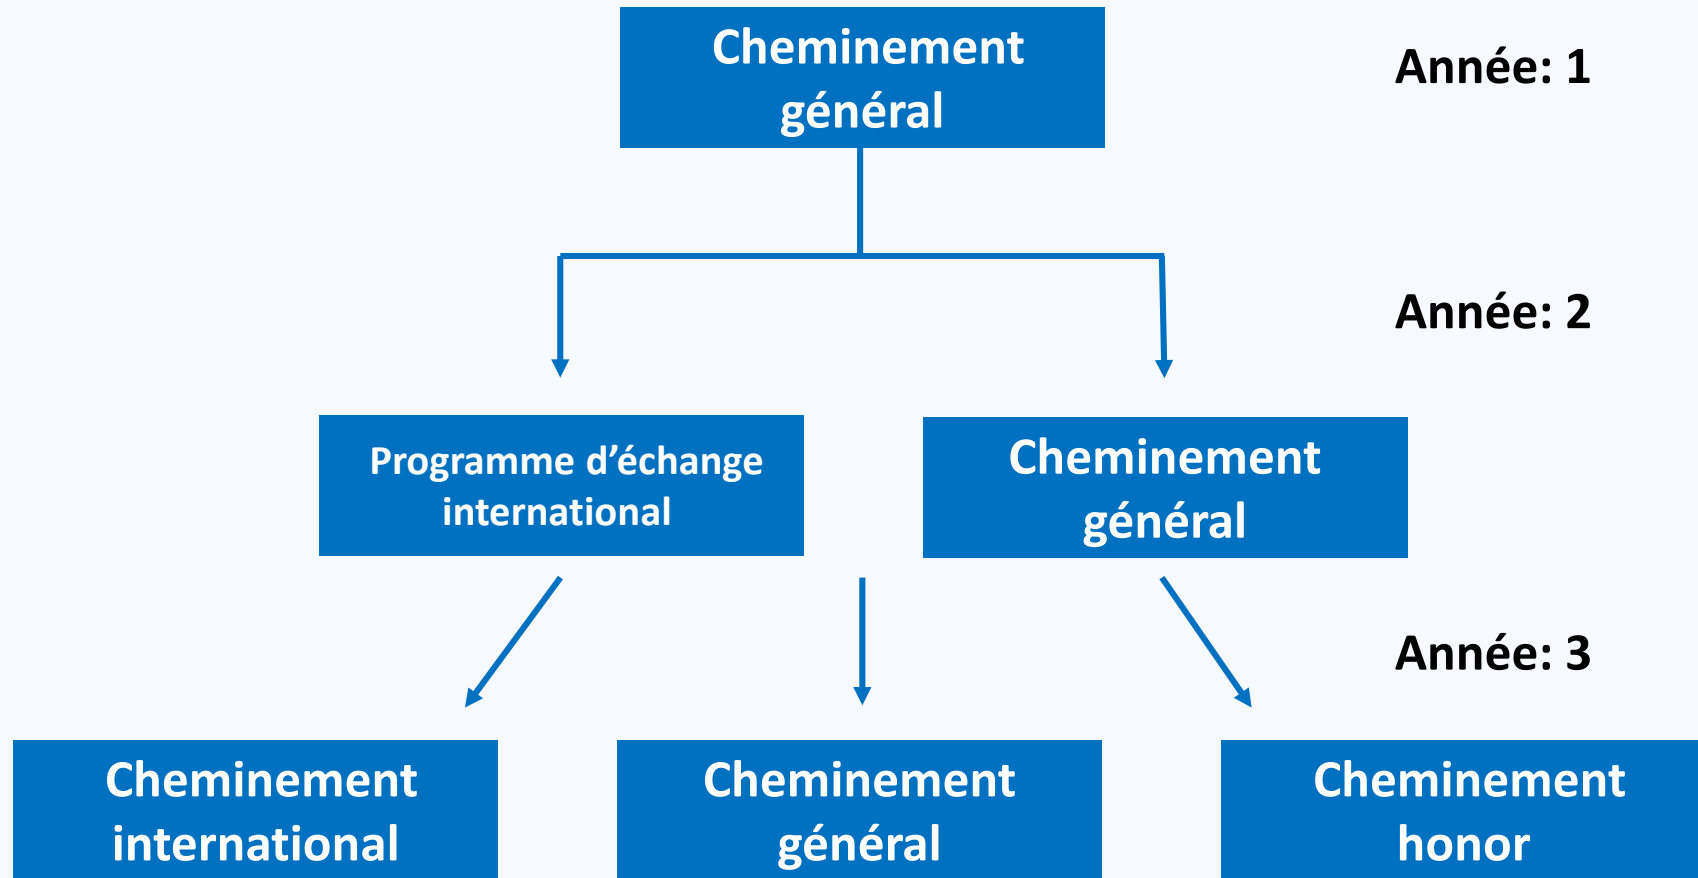 Cheminement
général
Année: 1
Année: 2
Programme d’échange
international
Cheminement
général
Année: 3
Cheminement
international
Cheminement
général
Cheminement
honor